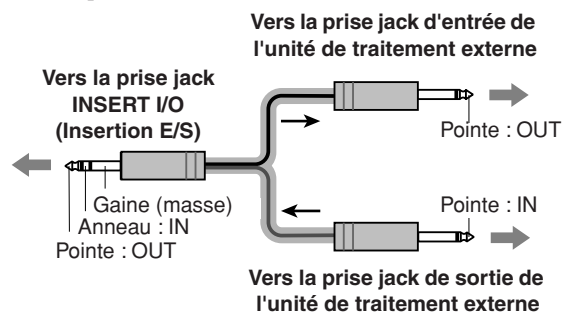 Vers la prise jack d'entrée de
l'unité de traitement externe
Vers la prise jack
INSERT I/O
(Insertion E/S)
Pointe : OUT
Gaine (masse)
Anneau : IN
Pointe : OUT
Pointe : IN
Vers la prise jack de sortie de
l'unité de traitement externe